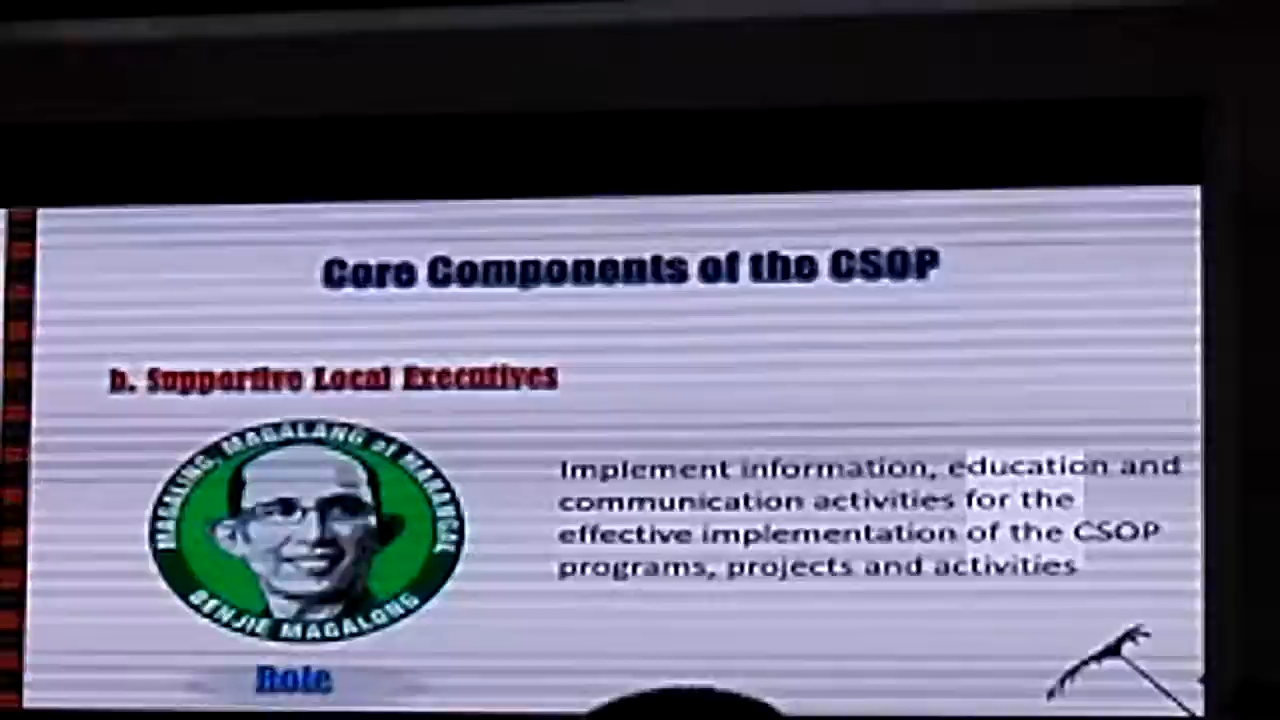 Core Components of the CSOP
b. Supportive Local Executives
MAGALING, MAGALANG at MARANGAL
BENJIE MAGALONG
Role
Implement information, education and
communication activities for the
effective implementation of the CSOP
programs, projects and activities